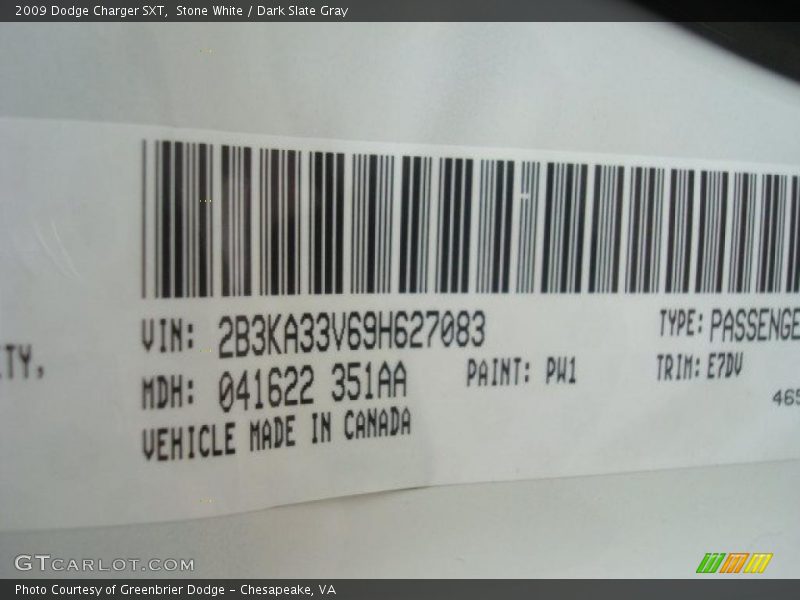 2009 Dodge Charger SXT, Stone White / Dark Slate Gray
VIN: 2B3KA33V69H627083 TYPE: PASSENGE
ITY, MDH: 041622 351AA PAINT: PW1 TRIM: E7DV
VEHICLE MADE IN CANADA 465
GTCARLOT.COM
Photo Courtesy of Greenbrier Dodge - Chesapeake, VA